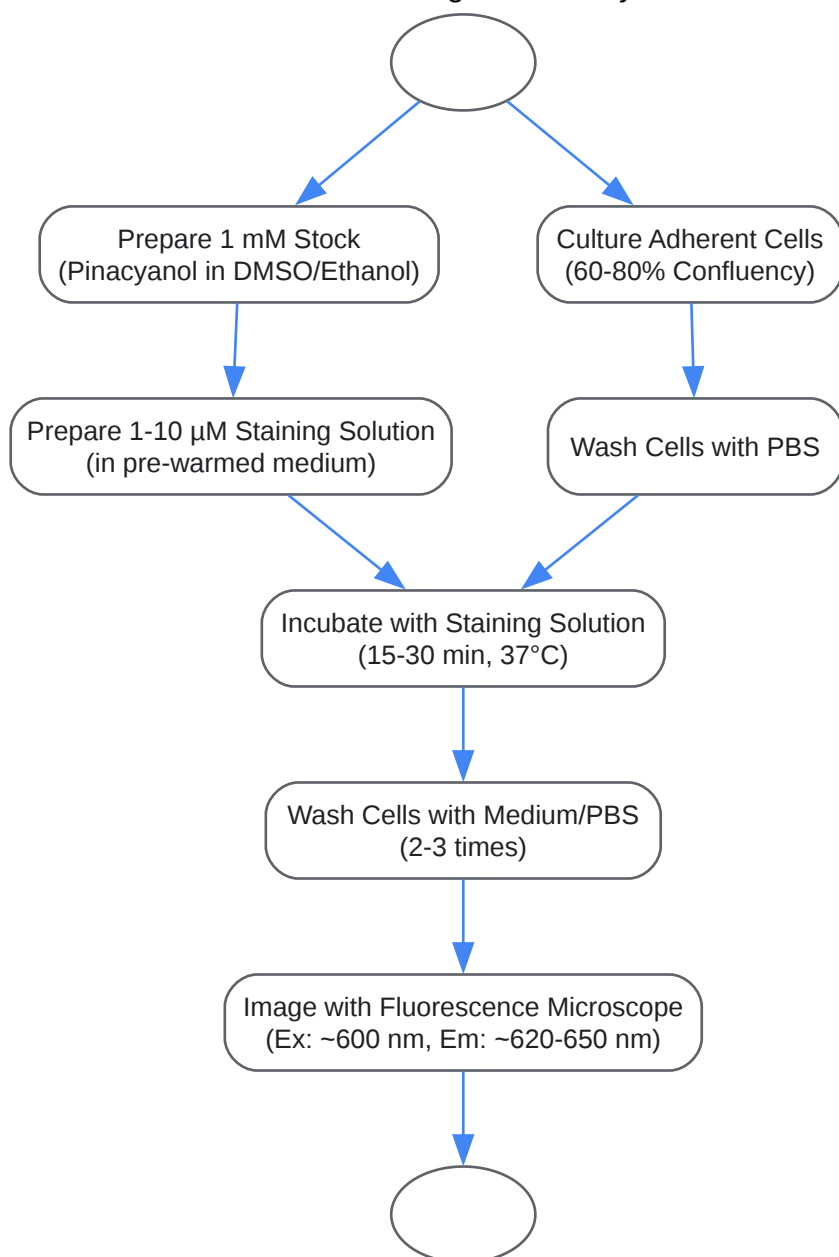 Prepare 1 mM Stock
(Pinacyanol in DMSO/Ethanol)
Culture Adherent Cells
(60-80% Confluency)
Prepare 1-10 µM Staining Solution
(in pre-warmed medium)
Wash Cells with PBS
Incubate with Staining Solution
(15-30 min, 37°C)
Wash Cells with Medium/PBS
(2-3 times)
Image with Fluorescence Microscope
(Ex: ~600 nm, Em: ~620-650 nm)